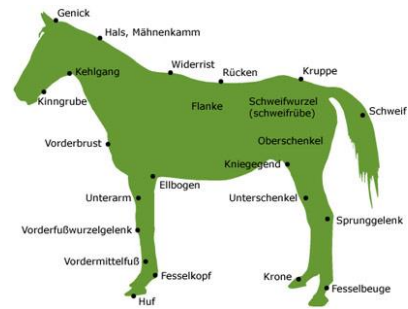 Genick
Hals, Mähnenkamm
Kehlgang
Widerrist
Rücken
Kruppe
Kinngrube
Flanke
Schweifwurzel
(schweifrübe)
Schweif
Vorderbrust
Oberschenkel
Kniegegend
Ellbogen
Unterarm
Unterschenkel
Vorderfußwurzelgelenk
Sprunggelenk
Vordermittelfuß
Fesselkopf
Krone
Fesselbeuge
Huf